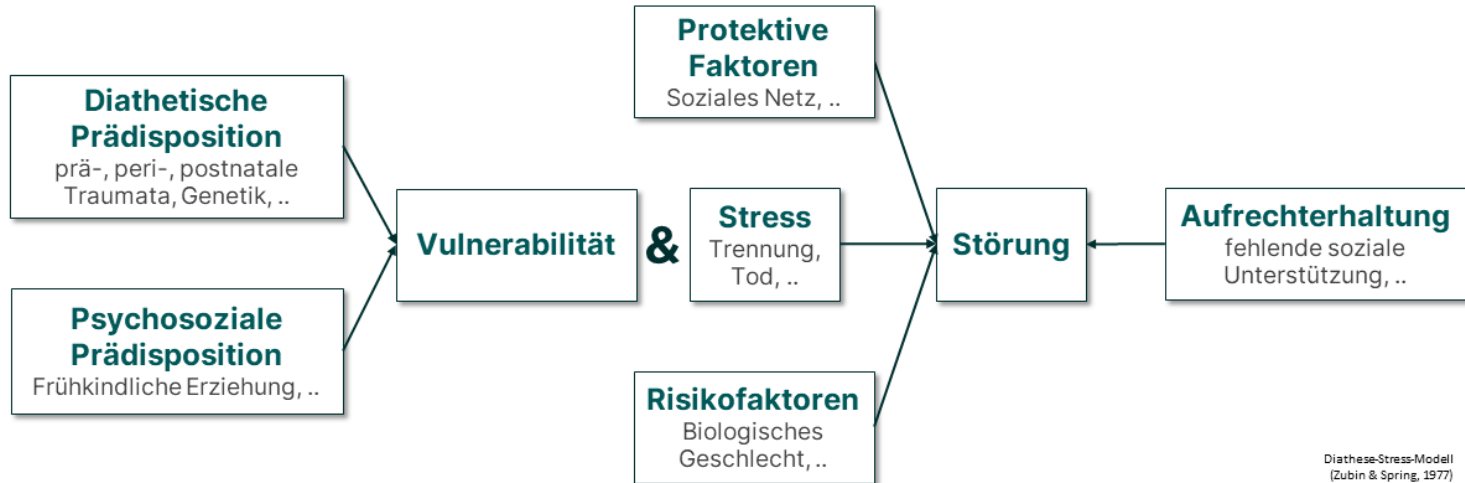 Diathetische
Prädisposition
prä-, peri-, postnatale
Traumata, Genetik, ..
Psychosoziale
Prädisposition
Frühkindliche Erziehung, ..
Vulnerabilität
&
Stress
Trennung,
Tod, ..
Protektive
Faktoren
Soziales Netz, ..
Risikofaktoren
Biologisches
Geschlecht, ..
Störung
Aufrechterhaltung
fehlende soziale
Unterstützung, ..
Diathese-Stress-Modell
(Zubin & Spring, 1977)